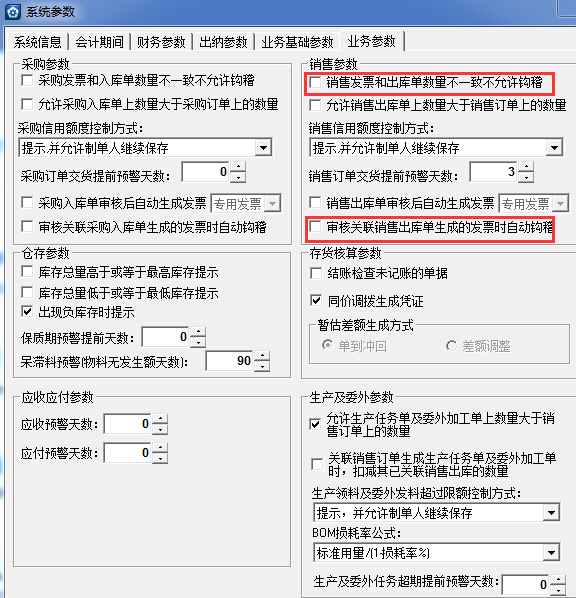 系统参数
系统信息 会计期间 财务参数 出纳参数 业务基础参数 业务参数
采购参数
采购发票和入库单数量不一致不允许钩稽
允许采购入库单上数量大于采购订单上的数量
采购信用额度控制方式:
提示,并允许制单人继续保存
采购订单交货提前预警天数: 0
采购入库单审核后自动生成发票 专用发票
审核关联采购入库单生成的发票时自动钩稽
销售参数
销售发票和出库单数量不一致不允许钩稽
允许销售出库单上数量大于销售订单上的数量
销售信用额度控制方式:
提示,并允许制单人继续保存
销售订单交货提前预警天数: 3
销售出库单审核后自动生成发票 专用发票
审核关联销售出库单生成的发票时自动钩稽
仓存参数
库存总量高于或等于最高库存提示
库存总量低于或等于最低库存提示
出现负库存时提示
保质期预警提前天数: 0
呆滞料预警(物料无发生额天数): 90
存货核算参数
结账检查未记账的单据
同价调拨生成凭证
暂估差额生成方式
单到冲回 差额调整
应收应付参数
应收预警天数: 0
应付预警天数: 0
生产及委外参数
允许生产任务单及委外加工单上数量大于销
售订单上的数量
关联销售订单生成生产任务单及委外加工单
时，扣减其已关联销售出库的数量
生产领料及委外发料超过限额控制方式:
提示，并允许制单人继续保存
BOM损耗率公式:
标准用量/(1-损耗率%)
生产及委外任务超期提前预警天数: 0